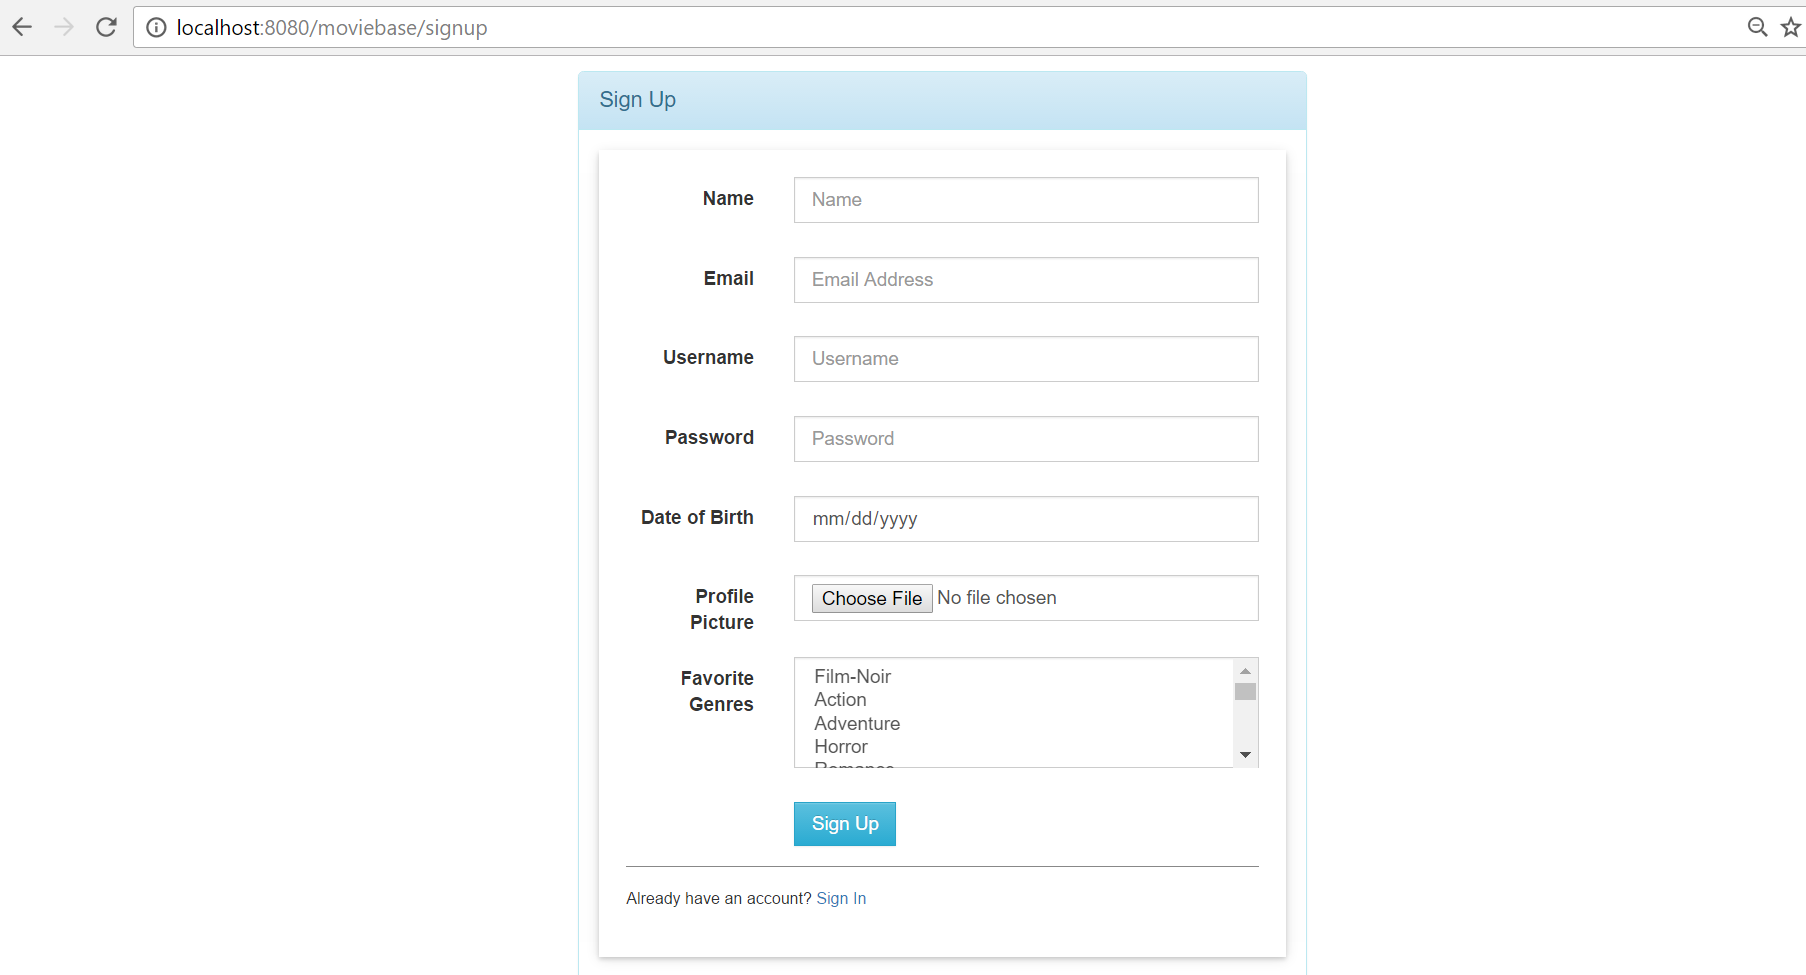 localhost:8080/moviebase/signup
Sign Up
Name Name
Email Email Address
Username Username
Password Password
Date of Birth mm/dd/yyyy
Profile Choose File No file chosen
Picture
Favorite Film-Noir
Genres Action
Adventure
Horror
Romance
Sign Up
Already have an account? Sign In